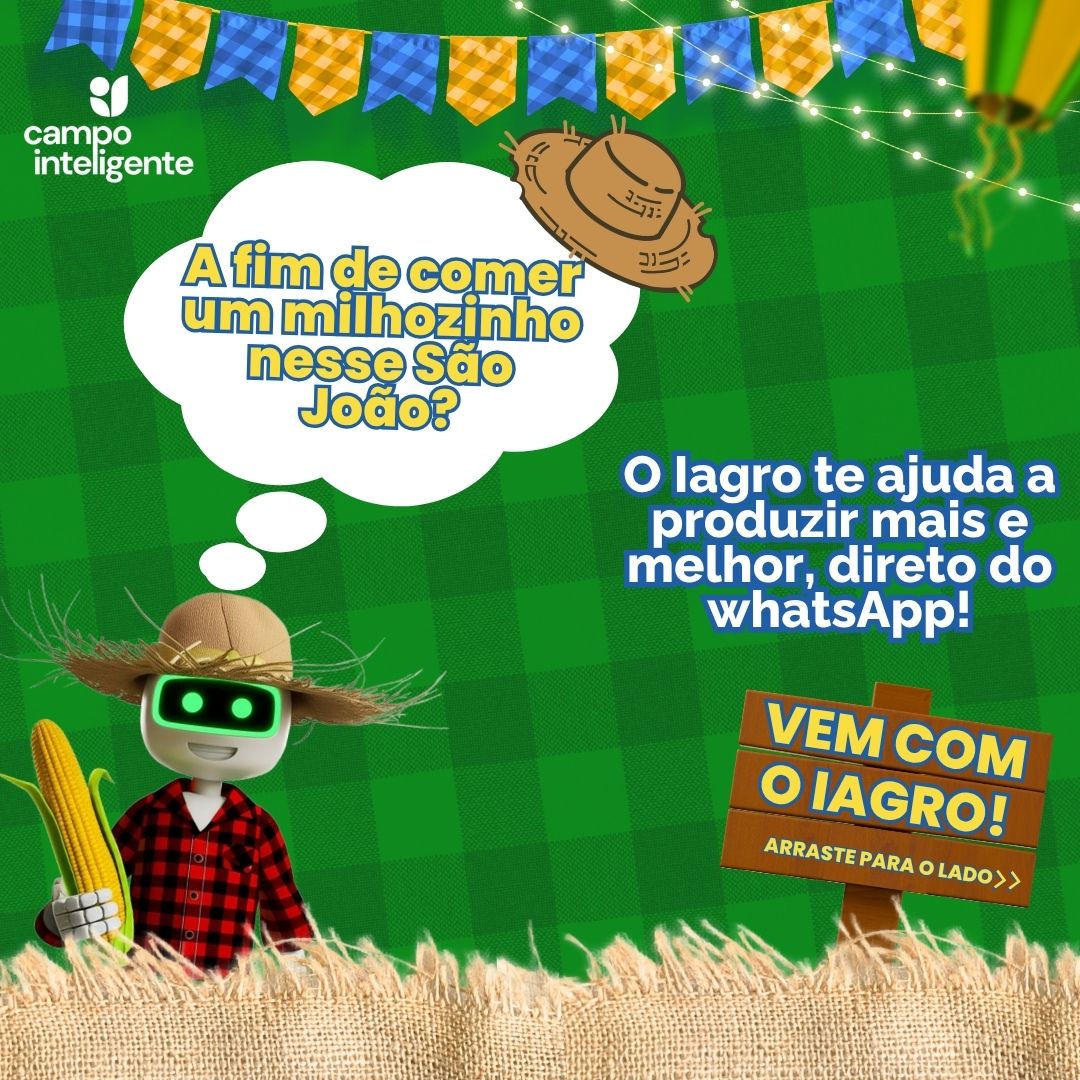 campo
inteligente
A fim de comer
um milhozinho
nesse São
João?
O Iagro te ajuda a
produzir mais e
melhor, direto do
whatsApp!
VEM COM
O IAGRO!
ARRASTE PARA O LADO>>